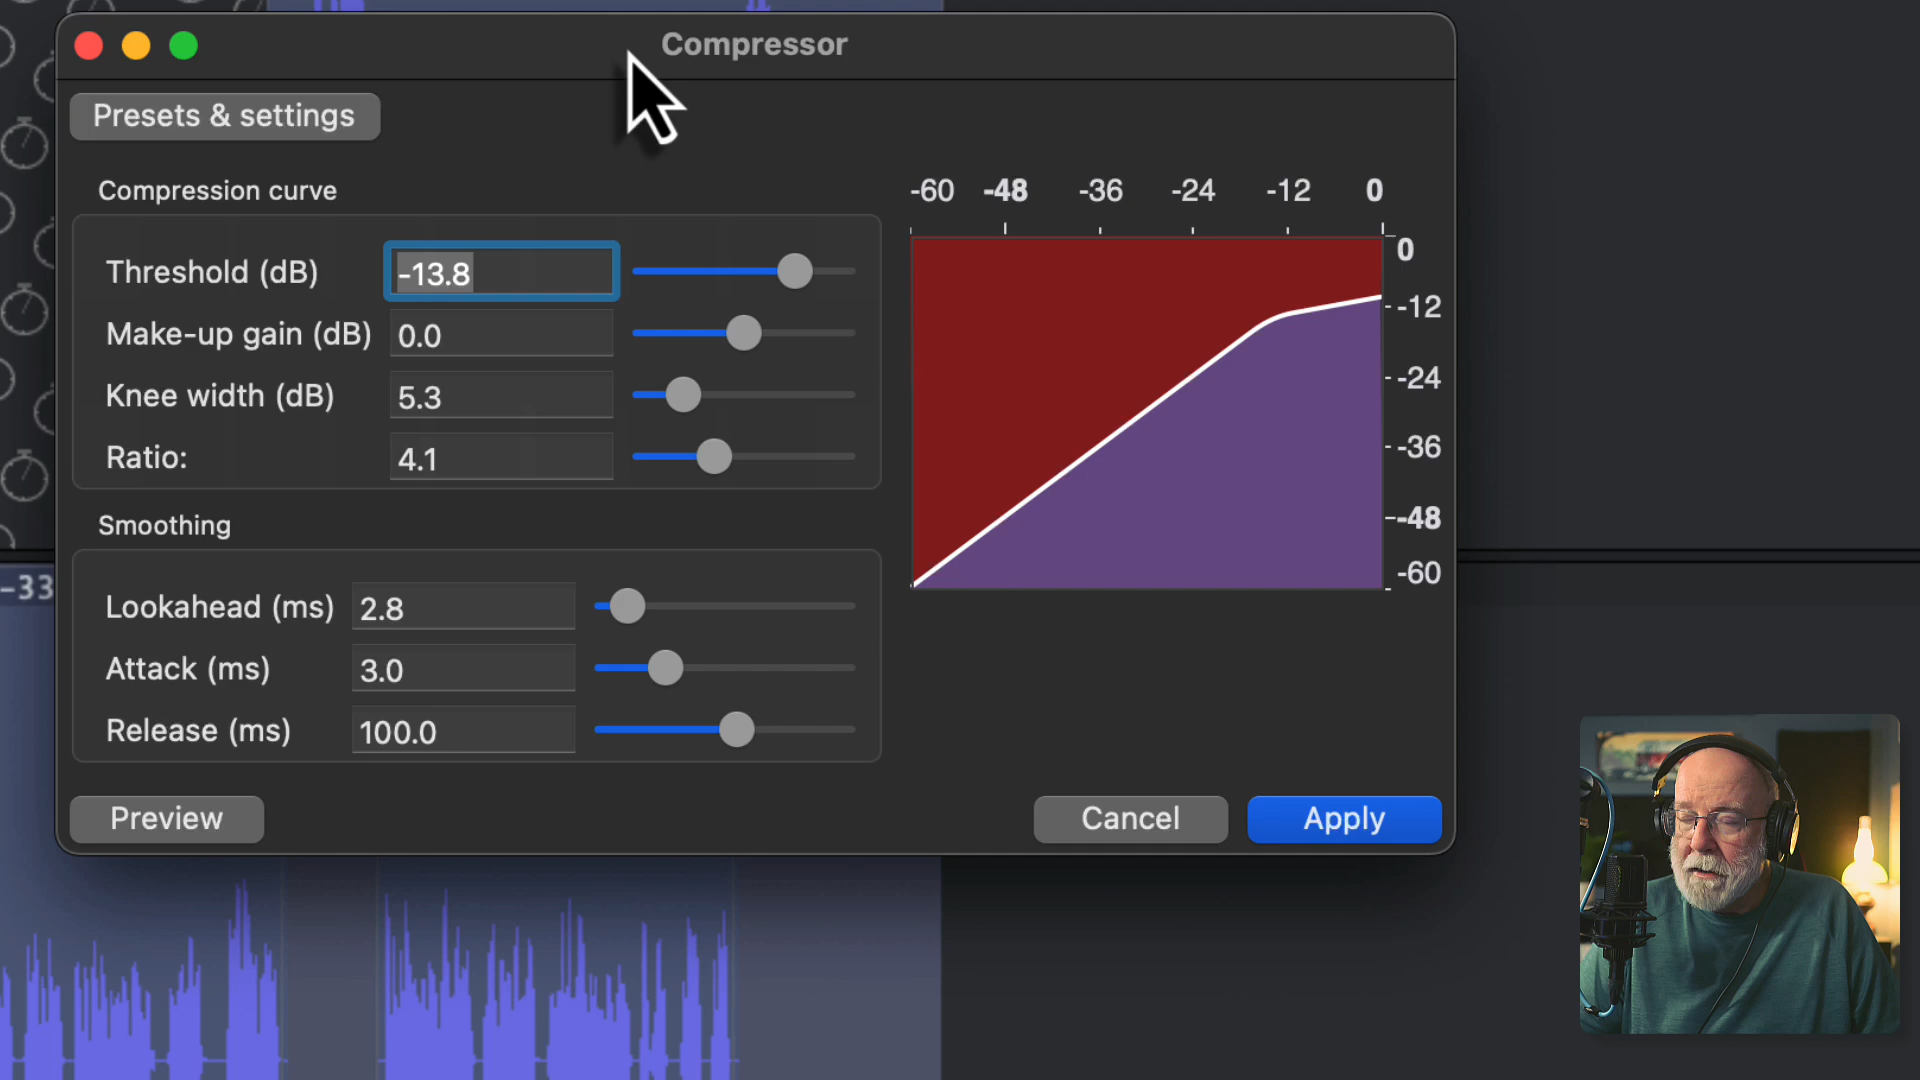 Compressor
Presets & settings
Compression curve
Threshold (dB) -13.8
Make-up gain (dB) 0.0
Knee width (dB) 5.3
Ratio: 4.1
-60 -48 -36 -24 -12 0
0
-12
-24
-36
-48
-60
Smoothing
-33
Lookahead (ms) 2.8
Attack (ms) 3.0
Release (ms) 100.0
Preview
Cancel
Apply